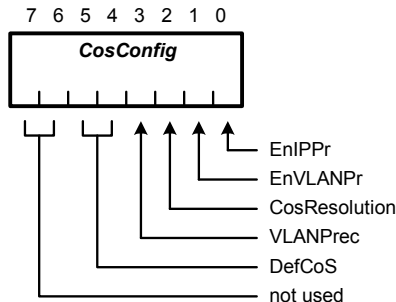 7 6 5 4 3 2 1 0
CosConfig
EnIPPr
EnVLANPr
CosResolution
VLANPrec
DefCoS
not used